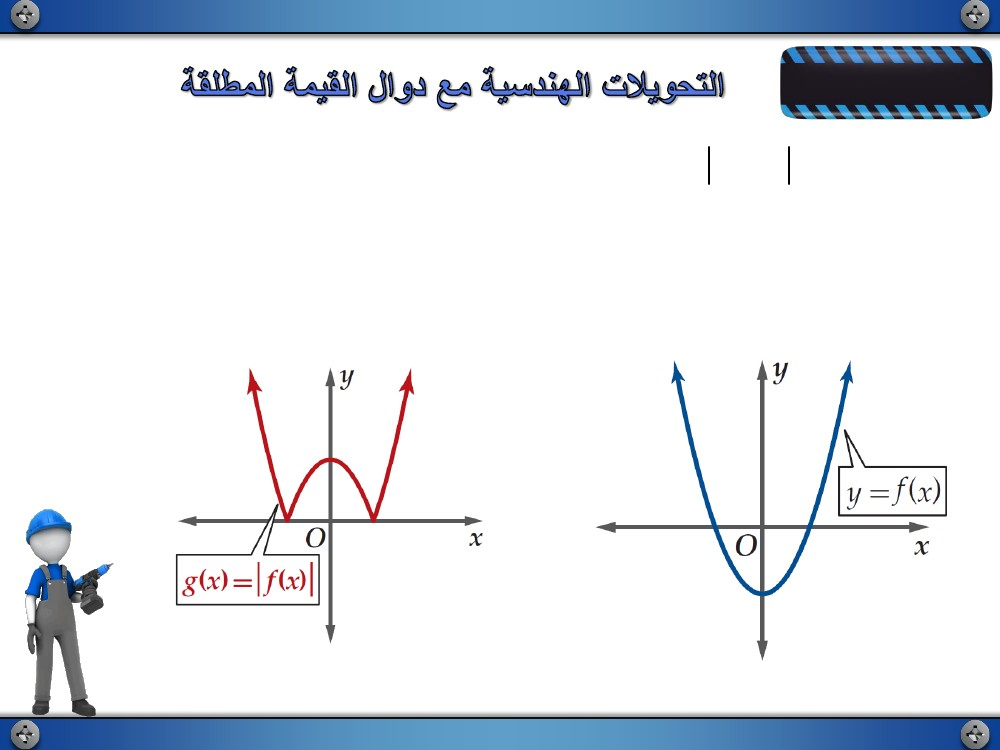 التحويلات الهندسية مع دوال القيمة المطلقة
| |
y
y
y = f(x)
O
x
O
x
g(x) = |f(x)|